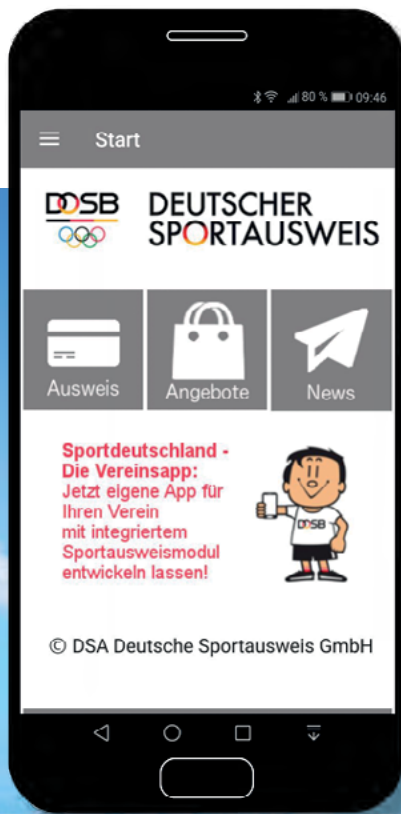 80 % 09:46
Start
DOSB
DEUTSCHER
SPORTAUSWEIS
Ausweis
Angebote
News
Sportdeutschland -
Die Vereinsapp:
Jetzt eigene App für
Ihren Verein
mit integriertem
Sportausweismodul
entwickeln lassen!
DOSB
© DSA Deutsche Sportausweis GmbH